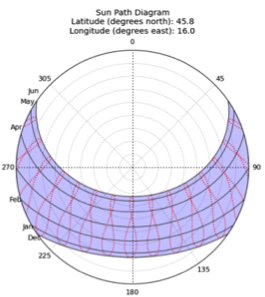 Sun Path Diagram
Latitude (degrees north): 45.8
Longitude (degrees east): 16.0
0
305
45
Jun
May
Apr
270
90
Feb
Jan
Dec
225
135
180